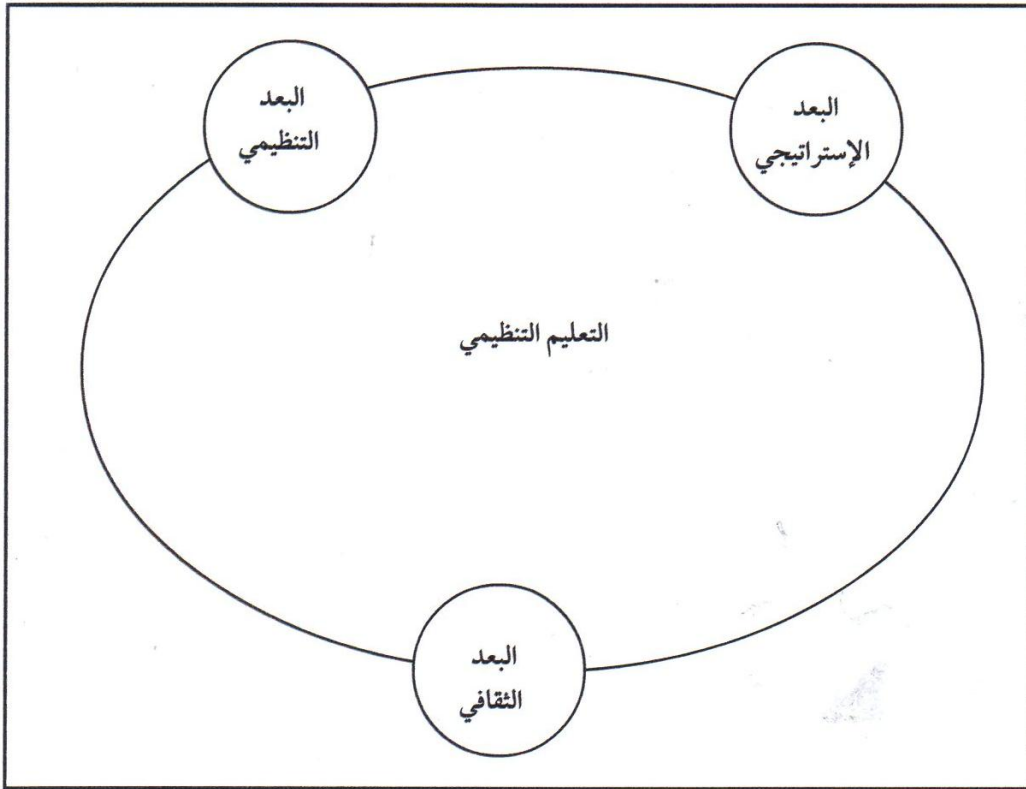 البعد
الإستراتيجي
البعد
التنظيمي
التعليم التنظيمي
البعد
الثقافي